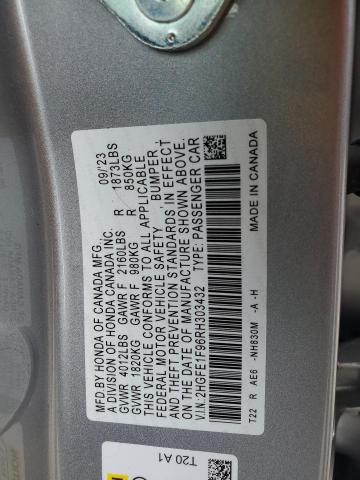 MFD.BY HONDA OF CANADA MFG., 09/'23
A DIVISION OF HONDA CANADA INC.
GVWR 4012LBS GAWR F 2160LBS R 1873LBS
GVWR 1820KG GAWR F 980KG R 850KG
THIS VEHICLE CONFORMS TO ALL APPLICABLE
FEDERAL MOTOR VEHICLE SAFETY BUMPER,
AND THEFT PREVENTION STANDARDS IN EFFECT
ON THE DATE OF MANUFACTURE SHOWN ABOVE.
V.I.N:2HGFE1F96RH303432 TYPE:PASSENGER CAR
T22 R AE6 -NH830M -A -H MADE IN CANADA
T20 A1